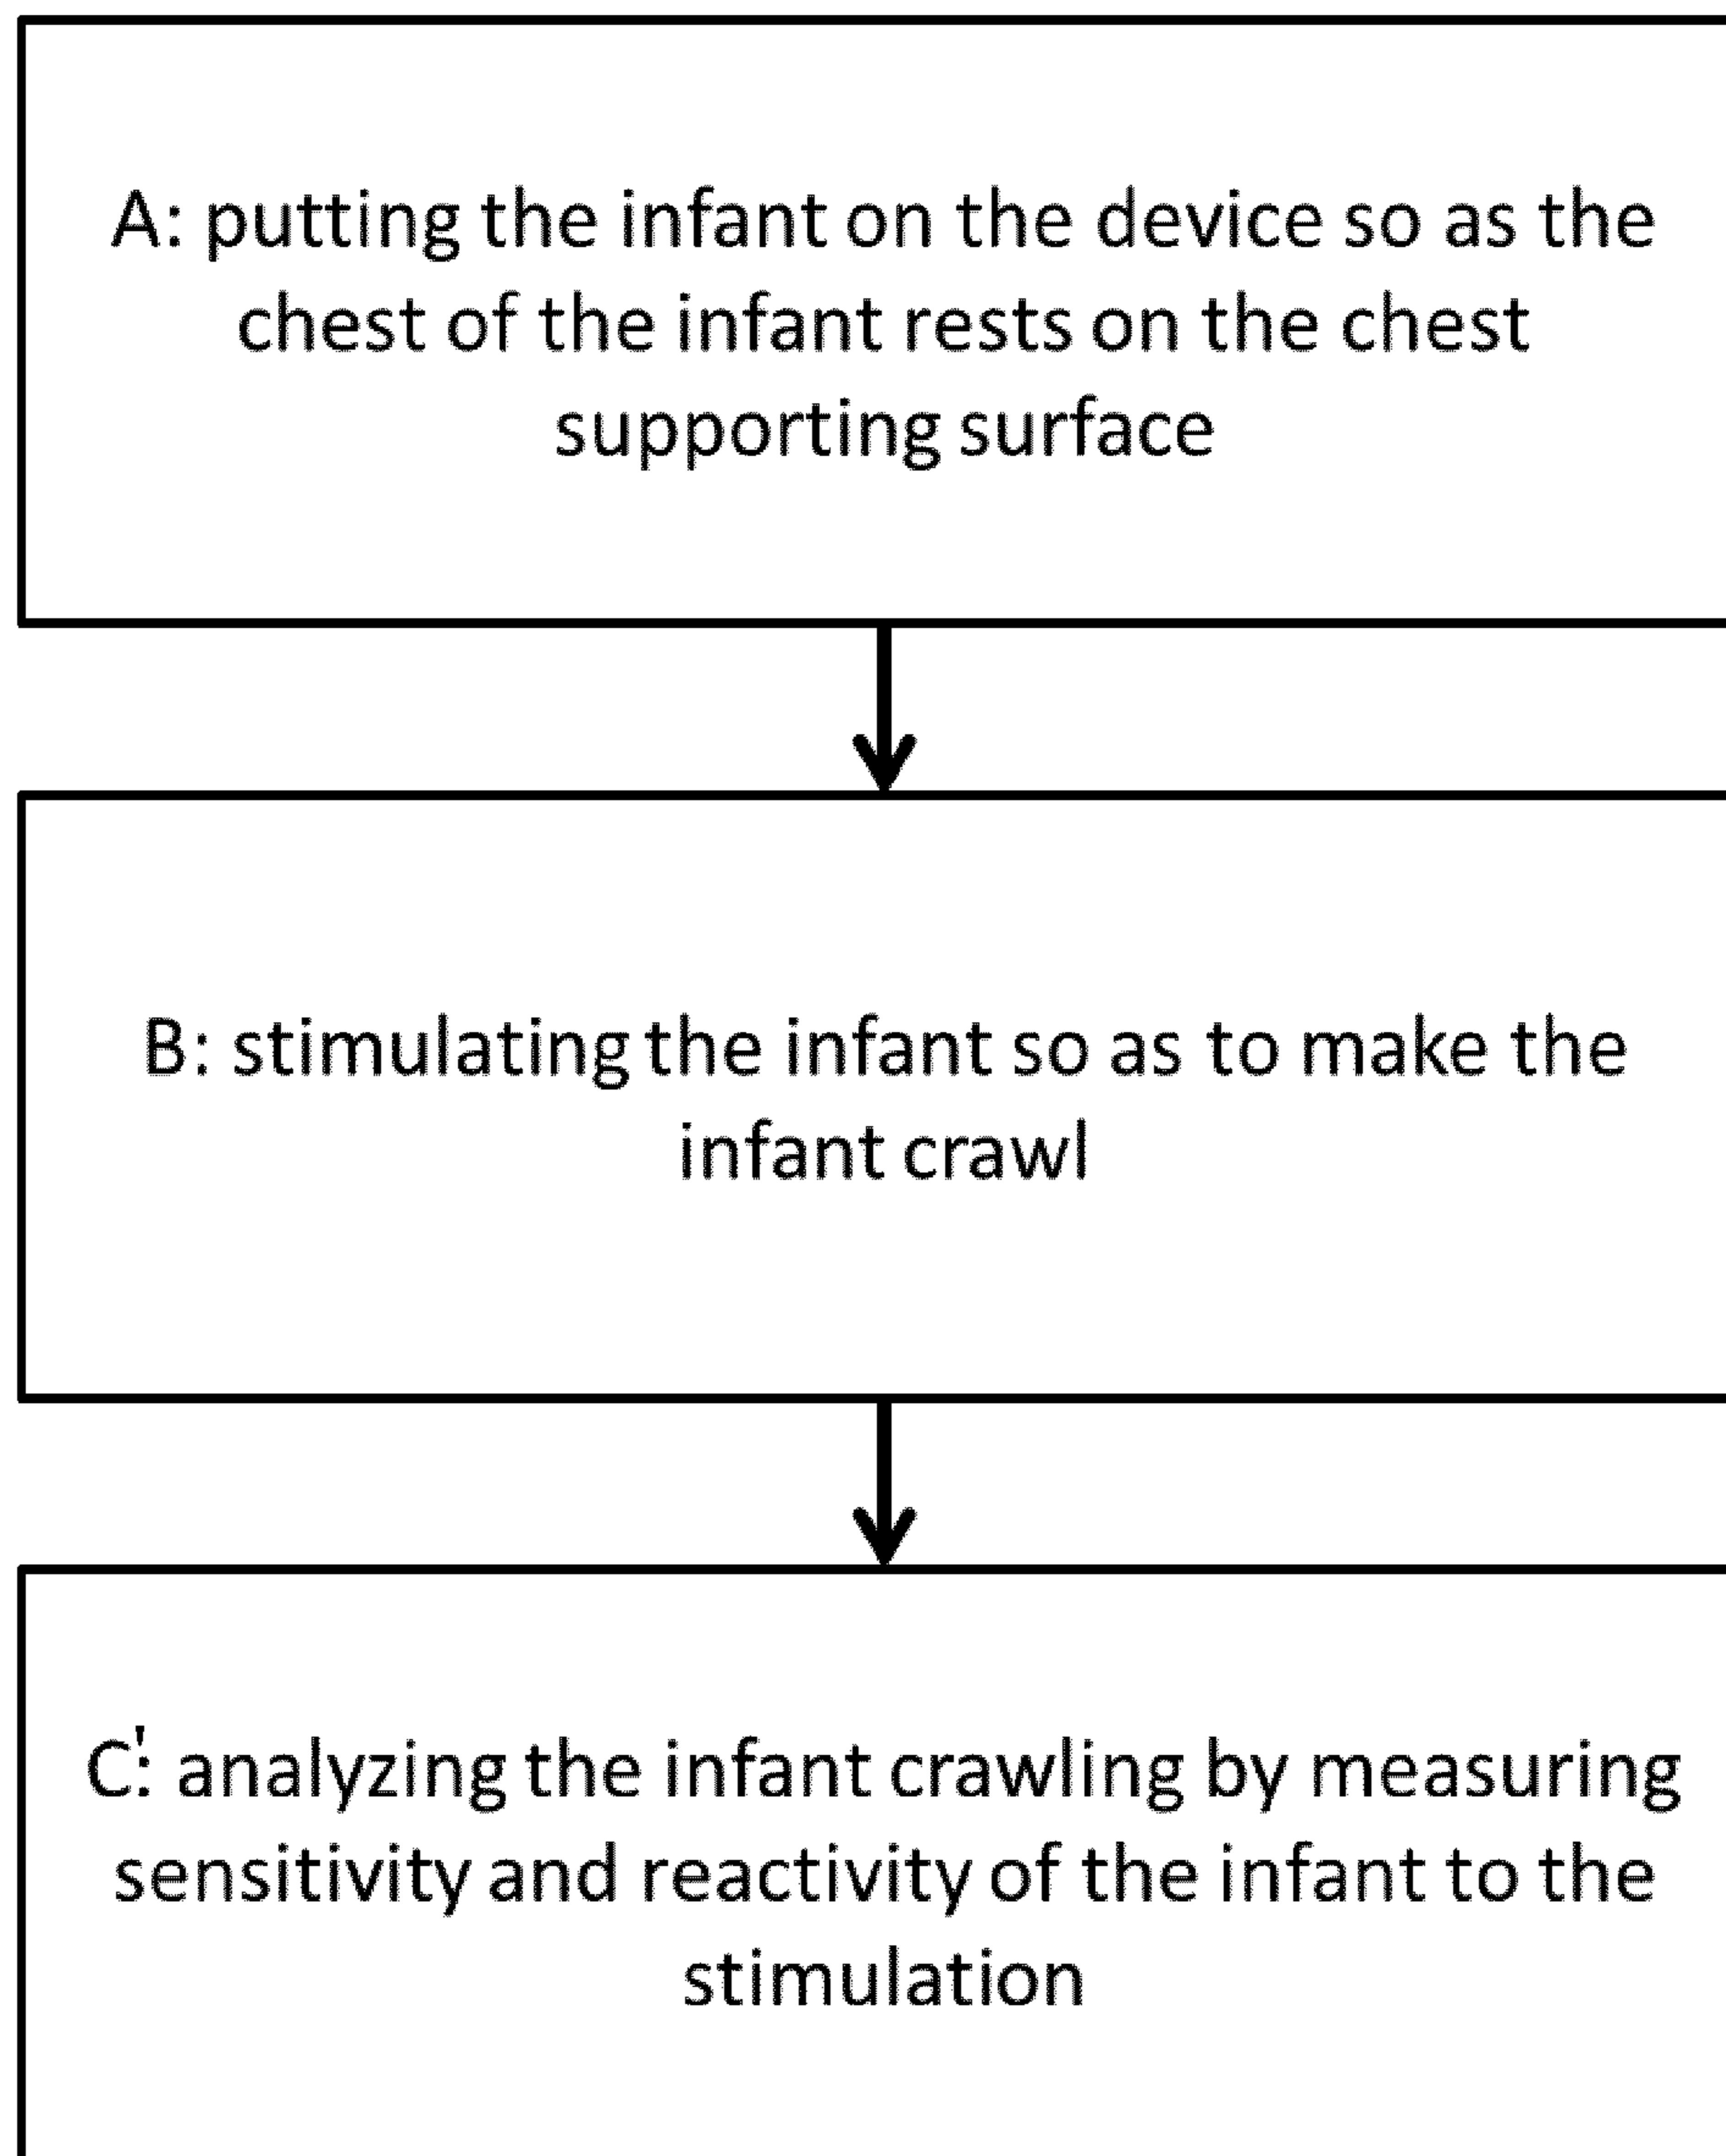 A: putting the infant on the device so as the
chest of the infant rests on the chest
supporting surface
B: stimulating the infant so as to make the
infant crawl
C': analyzing the infant crawling by measuring
sensitivity and reactivity of the infant to the
stimulation